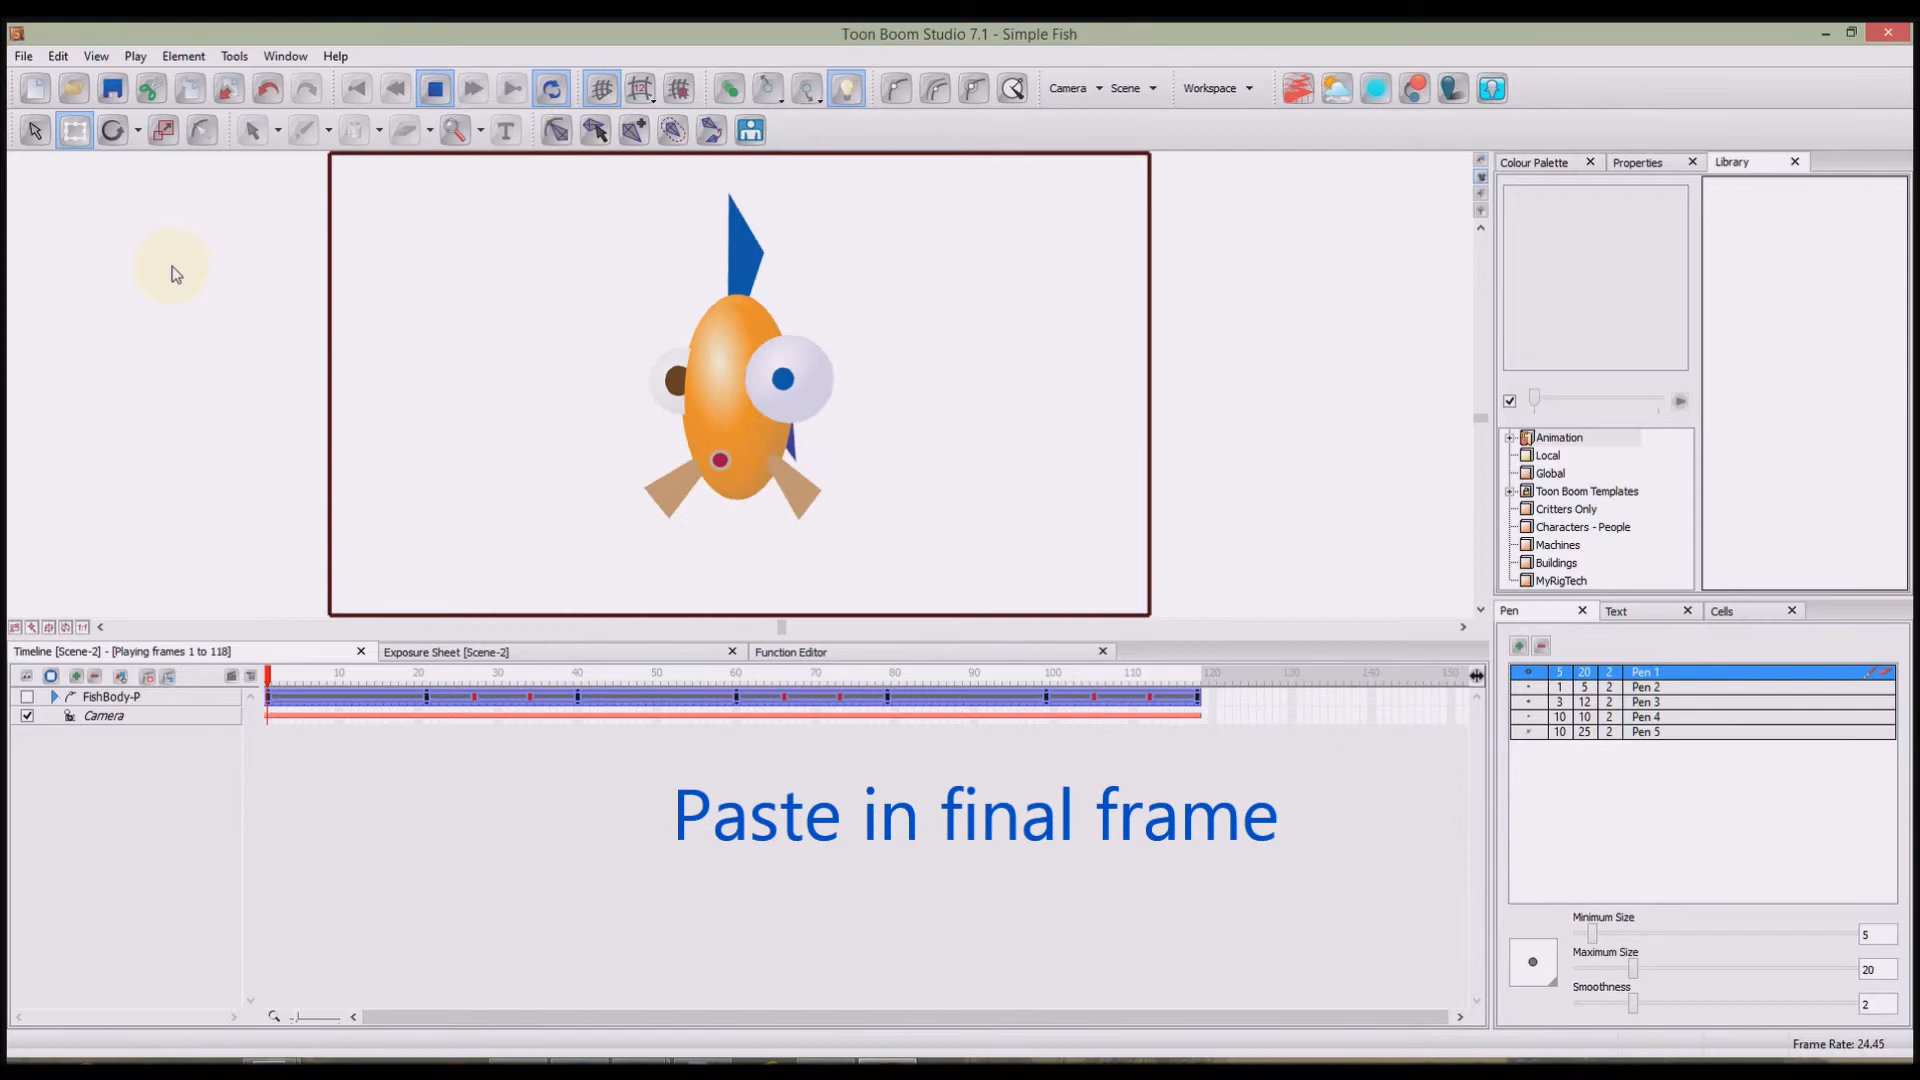 Toon Boom Studio 7.1 - Simple Fish
File Edit View Play Element Tools Window Help
Camera Scene Workspace
Colour Palette Properties Library
Animation
Local
Global
Toon Boom Templates
Critters Only
Characters - People
Machines
Buildings
MyRigTech
Pen Text Cells
Timeline [Scene-2] - [Playing frames 1 to 118] Exposure Sheet [Scene-2] Function Editor
10 20 30 40 50 60 70 80 90 100 110 120 130 140 150
FishBody-P
Camera
5 20 2 Pen 1
1 5 2 Pen 2
3 12 2 Pen 3
10 10 2 Pen 4
10 25 2 Pen 5
Paste in final frame
Minimum Size
5
Maximum Size
20
Smoothness
2
Frame Rate: 24.45